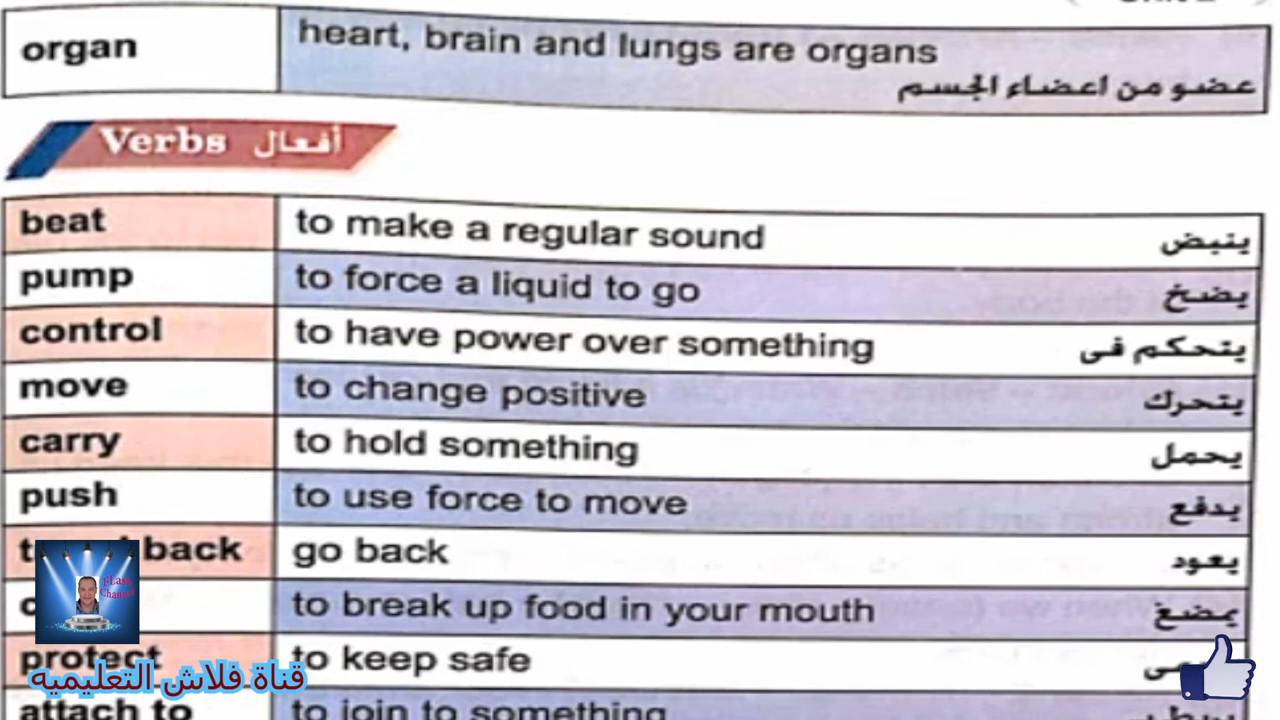 organ heart, brain and lungs are organs
عضو من اعضاء الجسم
Verbs أفعال
beat to make a regular sound ينبض
pump to force a liquid to go يضخ
control to have power over something يتحكم فى
move to change positive يتحرك
carry to hold something يحمل
push to use force to move يدفع
back go back يعود
to break up food in your mouth يمضغ
FLash
Channel
protect to keep safe
قناة فلاش التعليميه
attach to to join to something